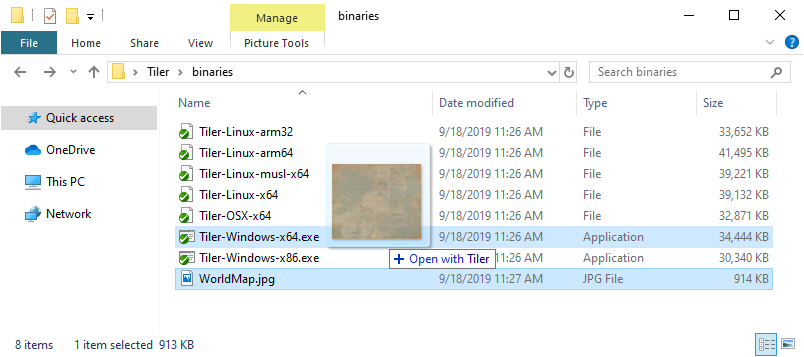 Manage binaries
File Home Share View Picture Tools
Tiler binaries Search binaries
Name Date modified Type Size
Quick access
OneDrive
This PC
Network
Tiler-Linux-arm32 9/18/2019 11:26 AM File 33,652 KB
Tiler-Linux-arm64 9/18/2019 11:26 AM File 41,495 KB
Tiler-Linux-musl-x64 9/18/2019 11:26 AM File 39,221 KB
Tiler-Linux-x64 9/18/2019 11:26 AM File 39,132 KB
Tiler-OSX-x64 9/18/2019 11:26 AM File 32,871 KB
Tiler-Windows-x64.exe 9/18/2019 11:26 AM Application 34,444 KB
Tiler-Windows-x86.exe 9/18/2019 11:26 AM Application 30,340 KB
Open with Tiler
WorldMap.jpg 9/18/2019 11:27 AM JPG File 914 KB
8 items 1 item selected 913 KB